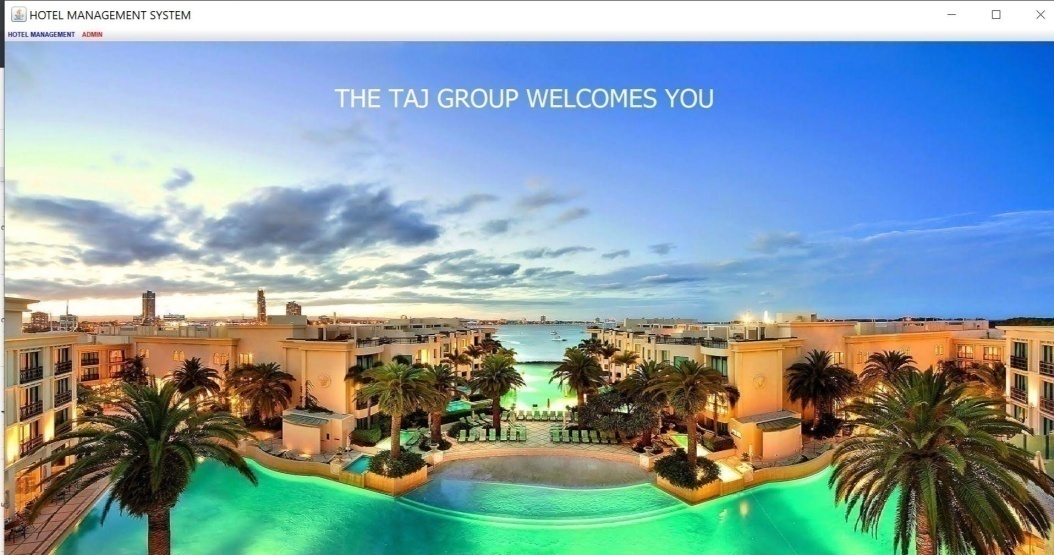 HOTEL MANAGEMENT SYSTEM
HOTEL MANAGEMENT ADMIN
THE TAJ GROUP WELCOMES YOU